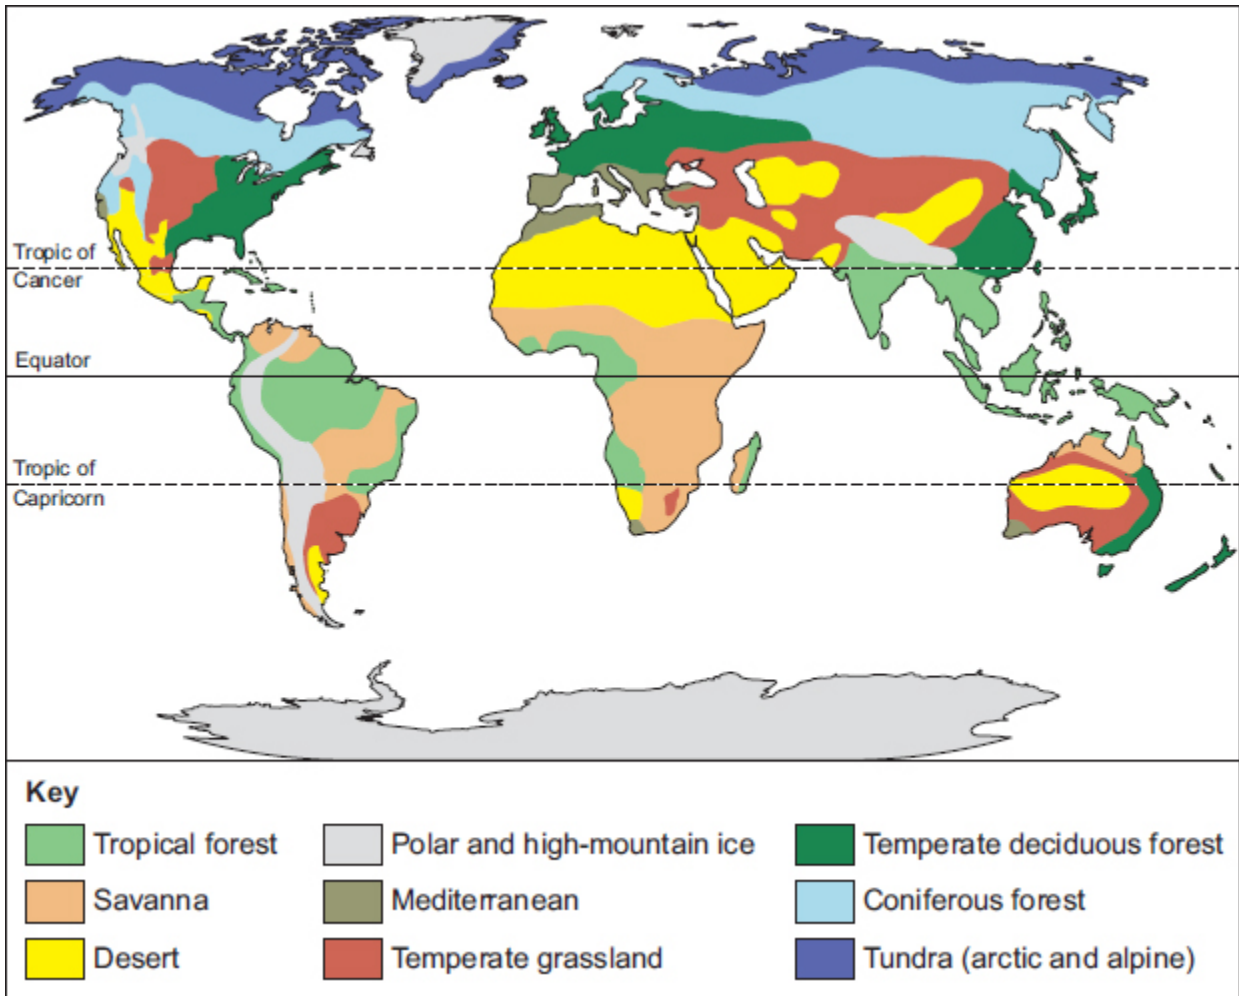 Tropic of
Cancer
Equator
Tropic of
Capricorn
Key
Tropical forest
Polar and high-mountain ice
Temperate deciduous forest
Savanna
Mediterranean
Coniferous forest
Desert
Temperate grassland
Tundra (arctic and alpine)